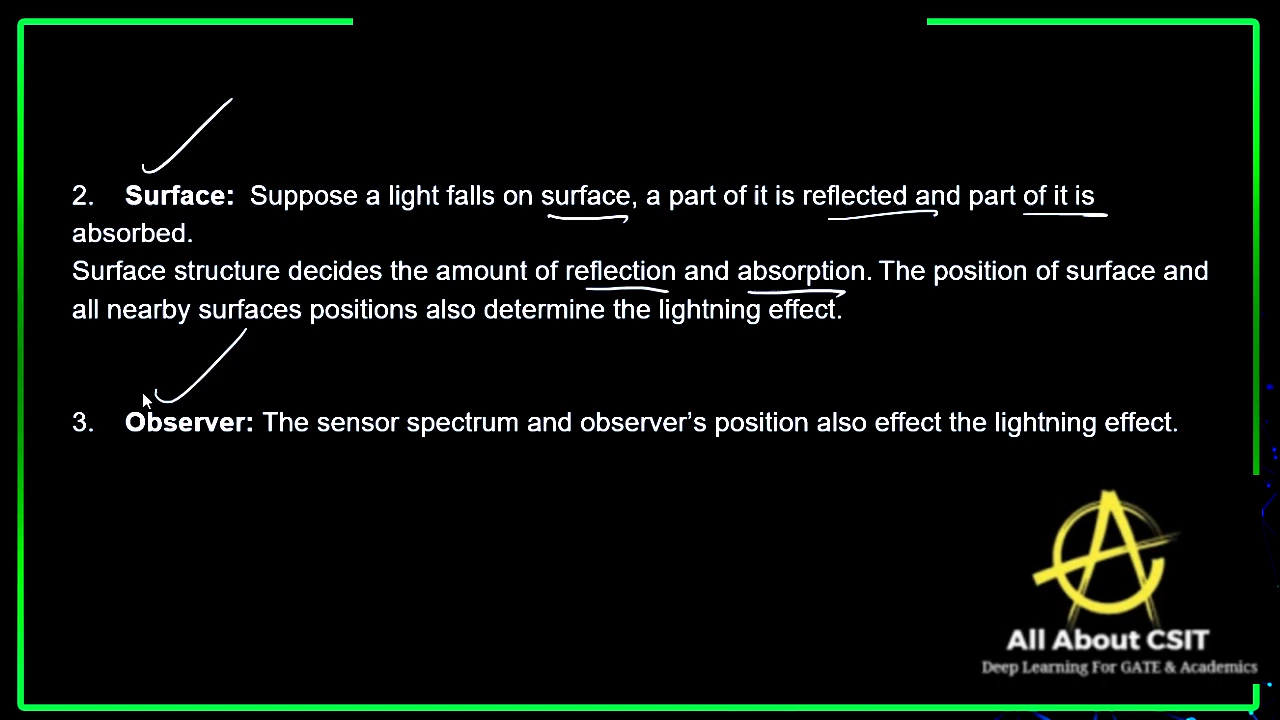 2. Surface: Suppose a light falls on surface, a part of it is reflected and part of it is
absorbed.
Surface structure decides the amount of reflection and absorption. The position of surface and
all nearby surfaces positions also determine the lightning effect.
3. Observer: The sensor spectrum and observer’s position also effect the lightning effect.
All About CSIT
Deep Learning For GATE & Academics